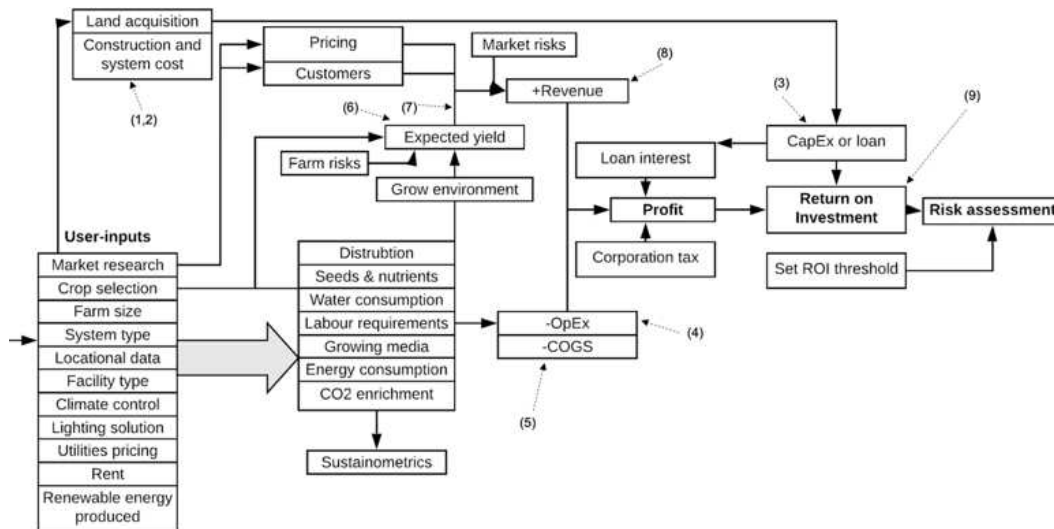 Land acquisition
Construction and
system cost
(1,2)
Pricing
Customers
Market risks
+Revenue
(8)
(3)
(9)
(6)
(7)
Expected yield
Farm risks
Grow environment
CapEx or loan
Loan interest
Profit
Corporation tax
Return on
Investment
Risk assessment
Set ROI threshold
User-inputs
Market research
Crop selection
Farm size
System type
Locational data
Facility type
Climate control
Lighting solution
Utilities pricing
Rent
Renewable energy
produced
Distrubtion
Seeds & nutrients
Water consumption
Labour requirements
Growing media
Energy consumption
CO2 enrichment
Sustainometrics
-OpEx
-COGS
(4)
(5)